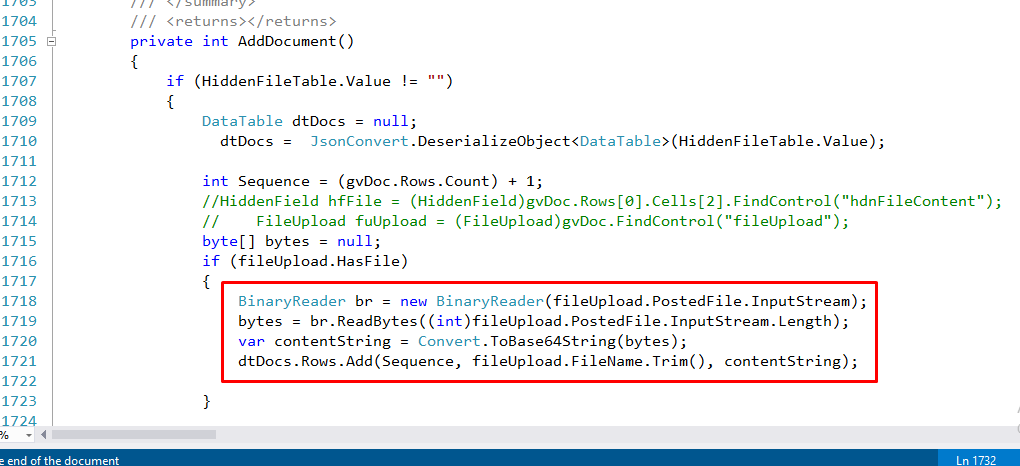 1703 /// </summary>
1704 /// <returns></returns>
1705 private int AddDocument()
1706 {
1707 if (HiddenFileTable.Value != "")
1708 {
1709 DataTable dtDocs = null;
1710 dtDocs =  JsonConvert.DeserializeObject<DataTable>(HiddenFileTable.Value);
1711
1712 int Sequence = (gvDoc.Rows.Count) + 1;
1713 //HiddenField hfFile = (HiddenField)gvDoc.Rows[0].Cells[2].FindControl("hdnFileContent");
1714 //    FileUpload fuUpload = (FileUpload)gvDoc.FindControl("fileUpload");
1715 byte[] bytes = null;
1716 if (fileUpload.HasFile)
1717 {
1718 BinaryReader br = new BinaryReader(fileUpload.PostedFile.InputStream);
1719 bytes = br.ReadBytes((int)fileUpload.PostedFile.InputStream.Length);
1720 var contentString = Convert.ToBase64String(bytes);
1721 dtDocs.Rows.Add(Sequence, fileUpload.FileName.Trim(), contentString);
1722
1723 }
1724
%
e end of the document Ln 1732